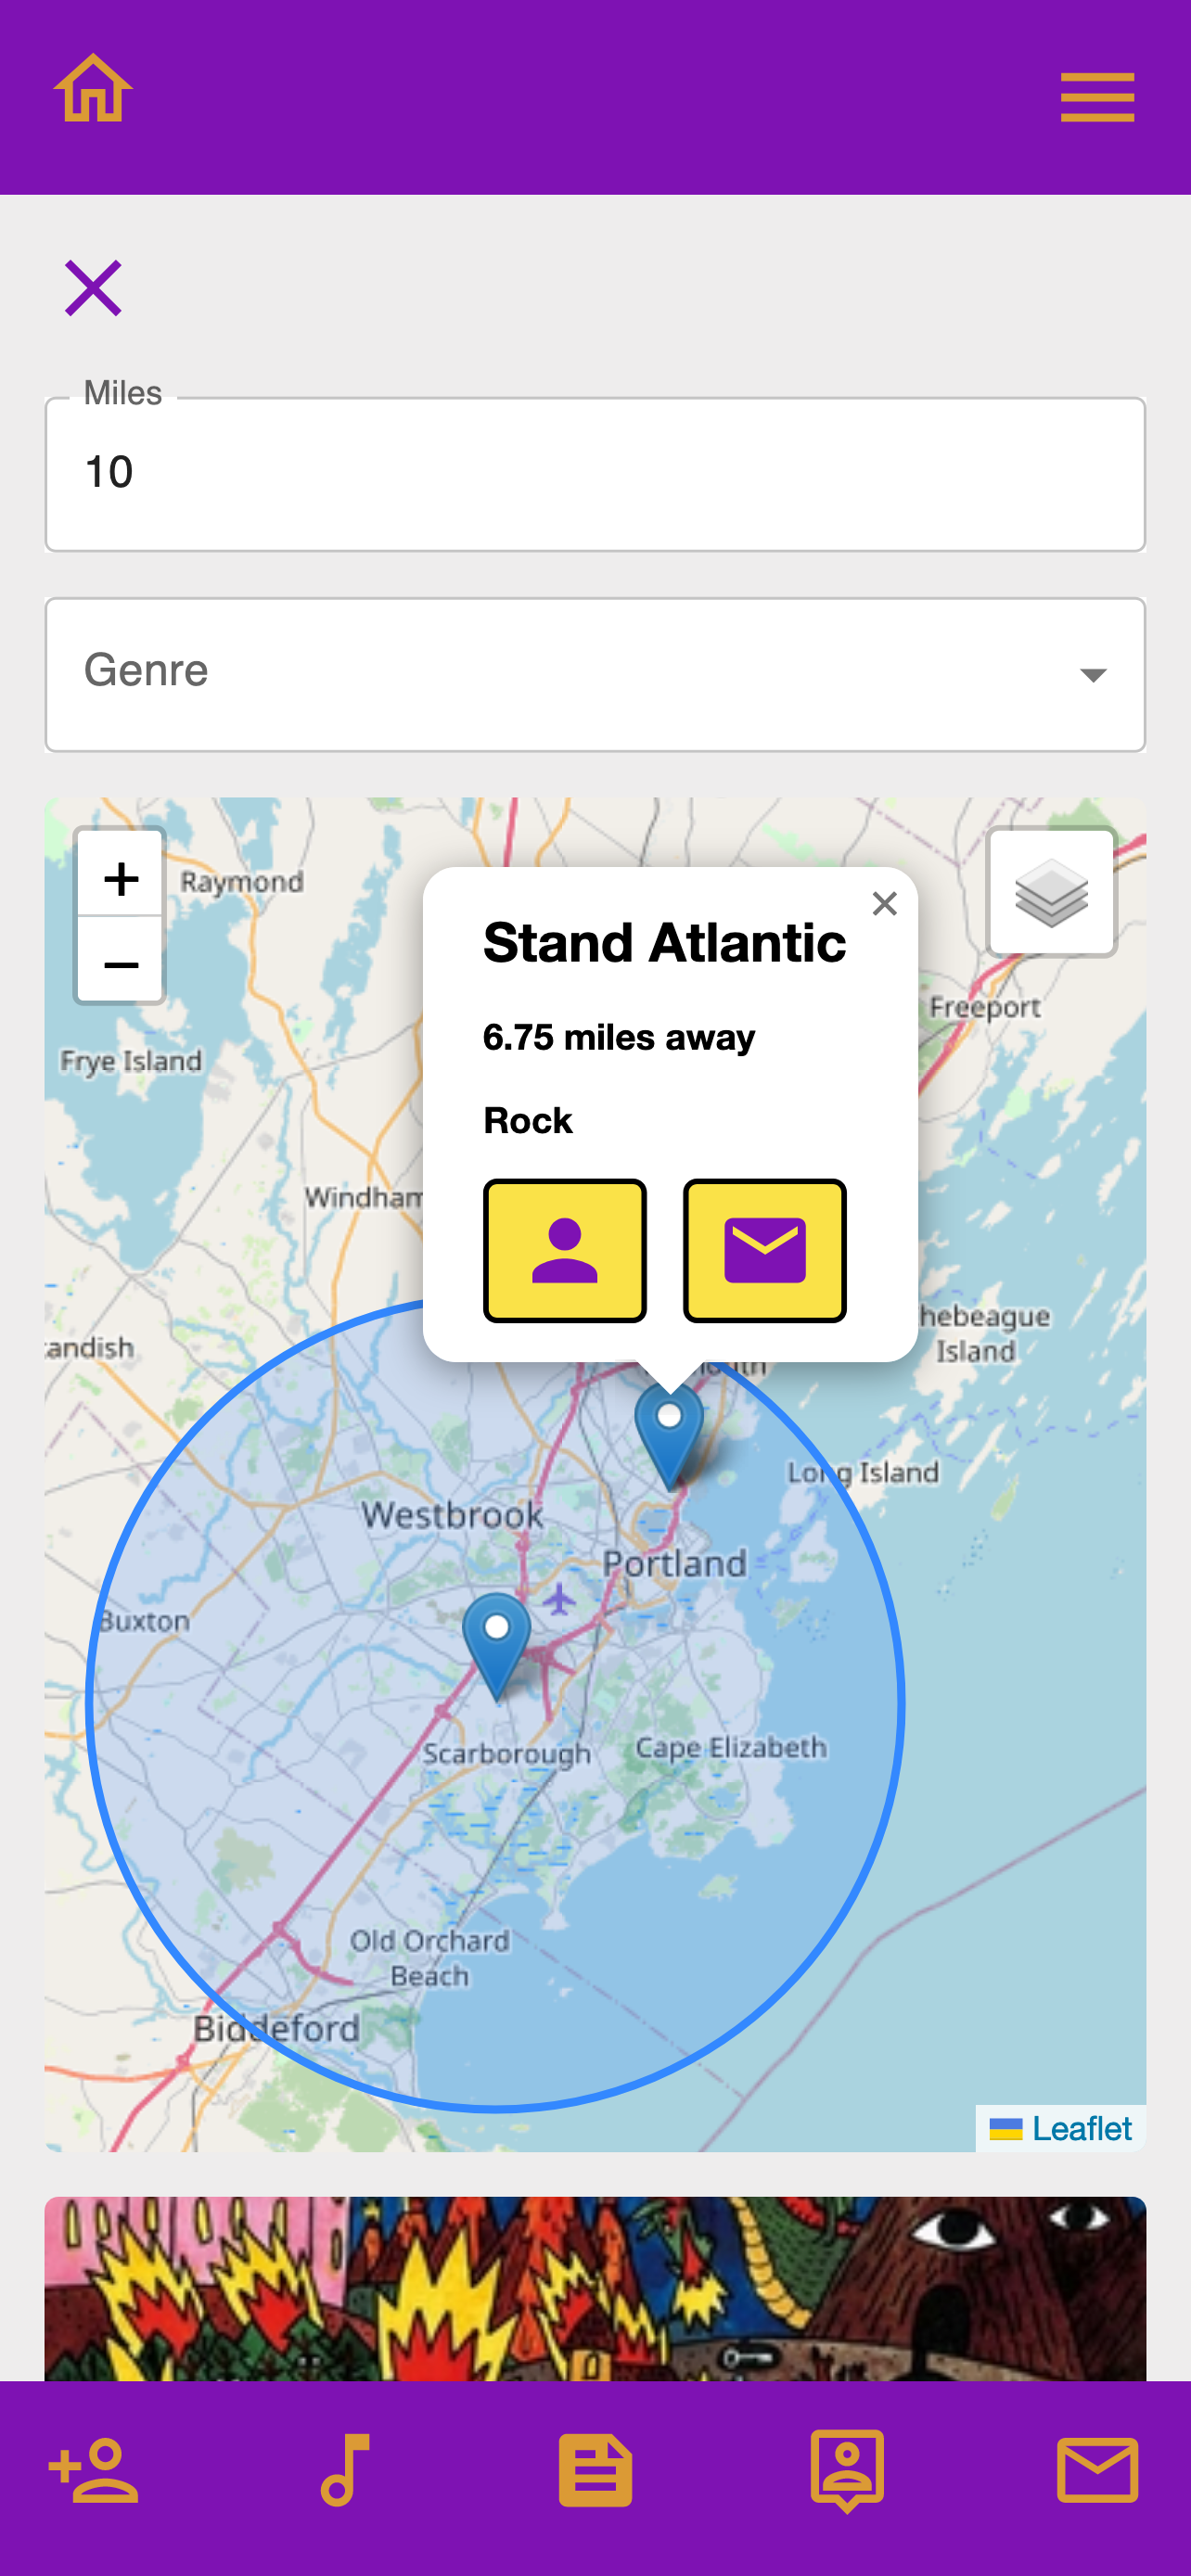 Miles
10
Genre
+
−
Raymond
Stand Atlantic
×
Freeport
6.75 miles away
Frye Island
Rock
Windham
hebeague
Island
andish
Long Island
Westbrook
Portland
Buxton
Scarborough
Cape Elizabeth
Old Orchard
Beach
Biddeford
Leaflet